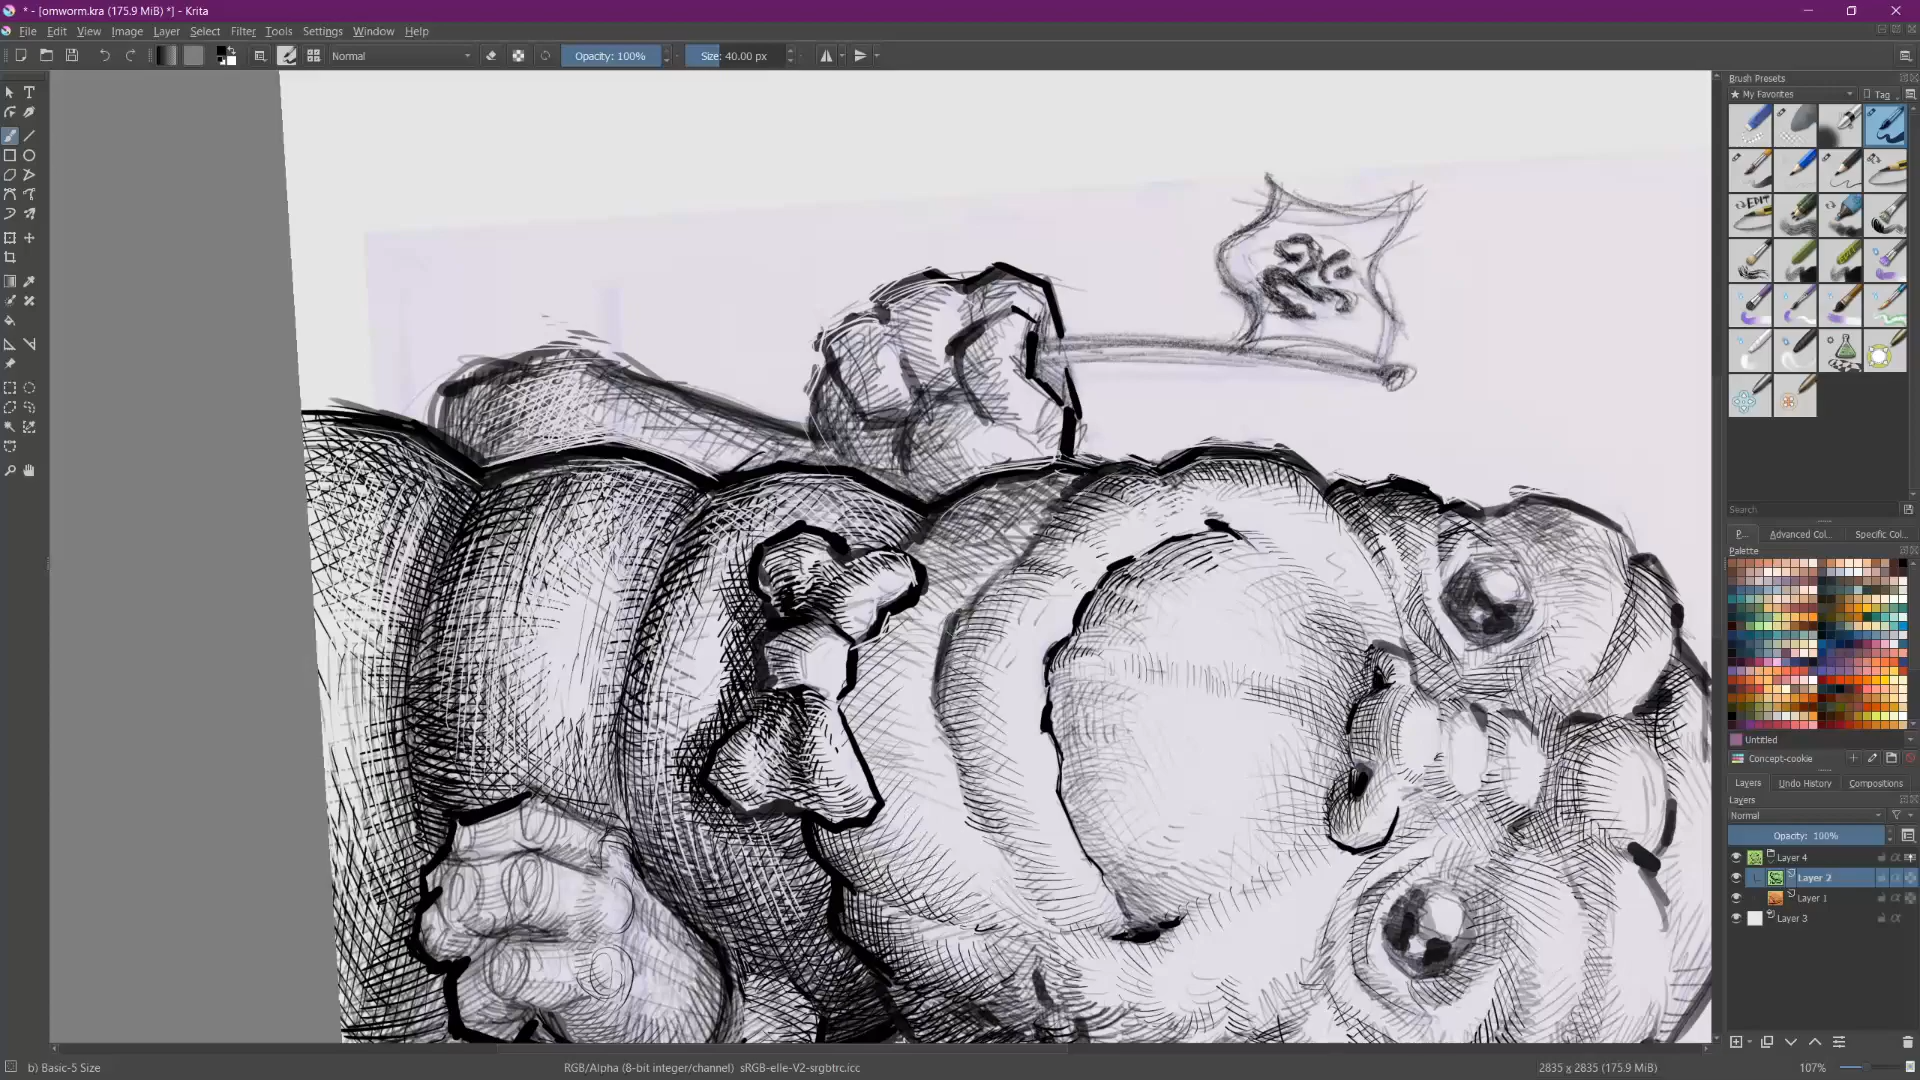 * - [omworm.kra (175.9 MiB) *] - Krita
File Edit View Image Layer Select Filter Tools Settings Window Help
Normal
Opacity: 100%
Size: 40.00 px
Brush Presets
★ My Favorites
Tag
EDIT
Search
P...
Advanced Col...
Specific Col...
Palette
Untitled
Concept-cookie
Layers
Undo History
Compositions
Layers
Normal
Opacity: 100%
Layer 4
Layer 2
Layer 1
Layer 3
b) Basic-5 Size
RGB/Alpha (8-bit integer/channel) sRGB-elle-V2-srgbtrc.icc
2835 x 2835 (175.9 MiB)
107%